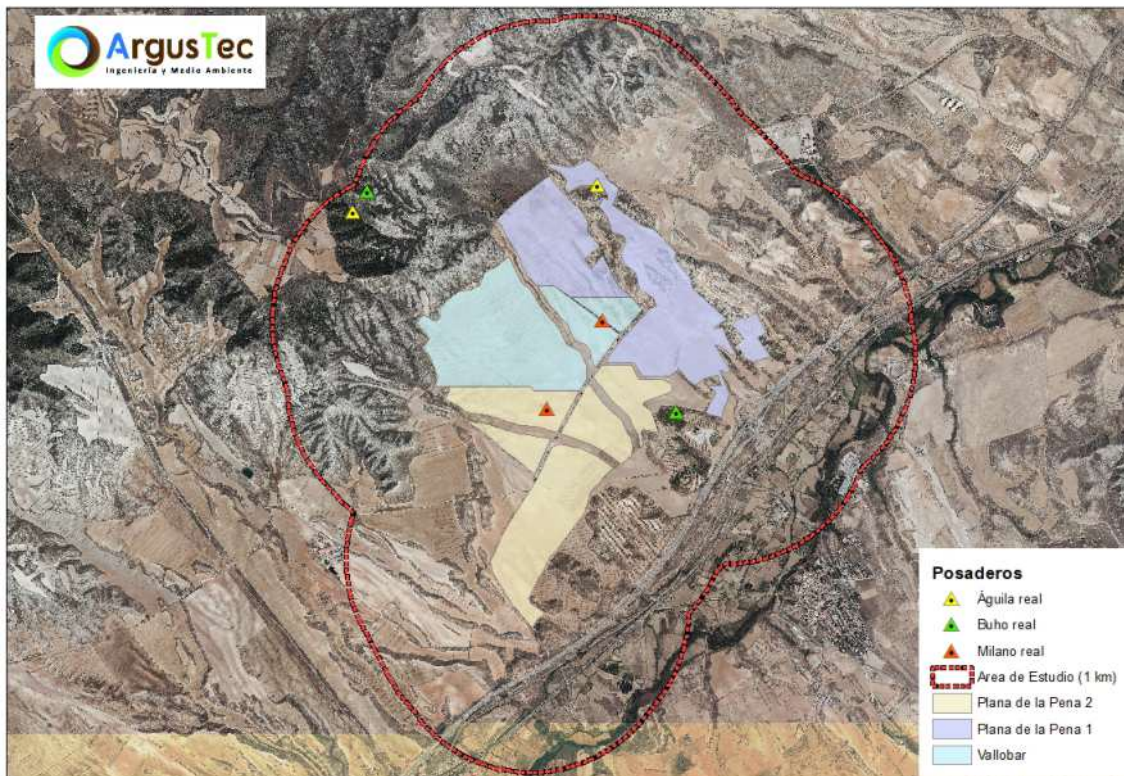 ArgusTec
Ingeniería y Medio Ambiente
Posaderos
Águila real
Buho real
Milano real
Area de Estudio (1 km)
Plana de la Pena 2
Plana de la Pena 1
Vallobar